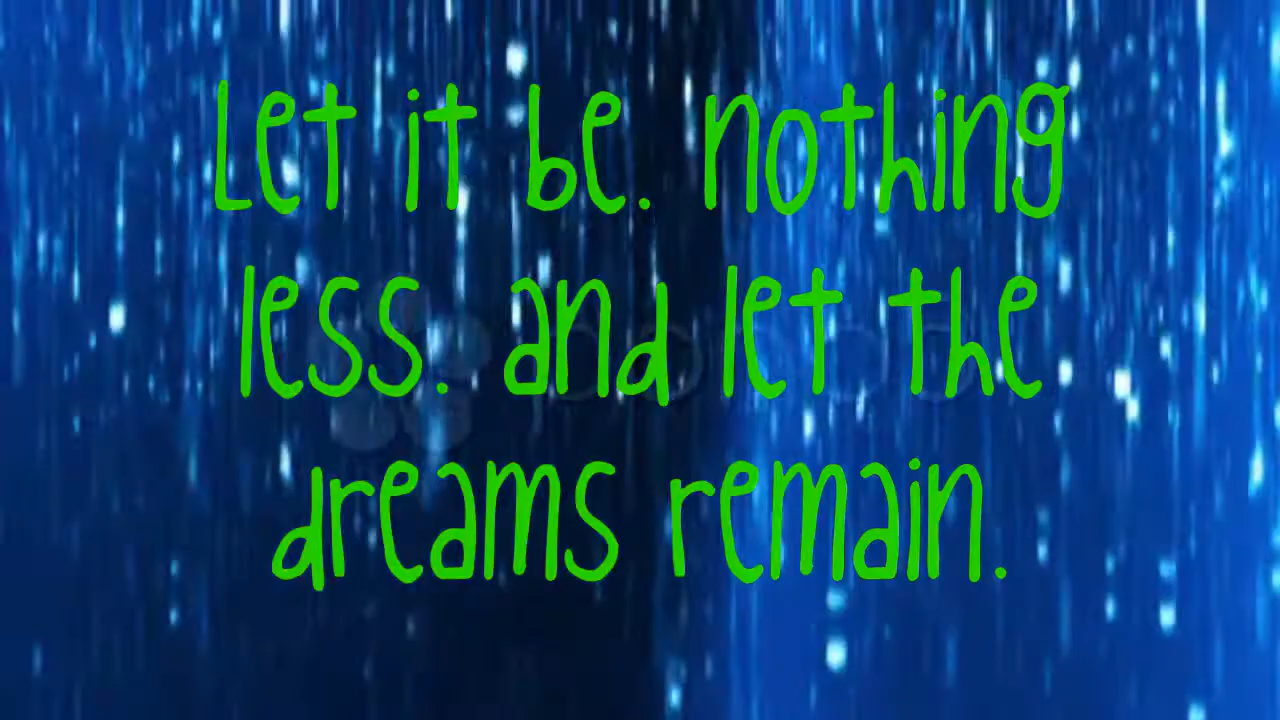 Let it be. nothing
less. and let the
dreams remain.